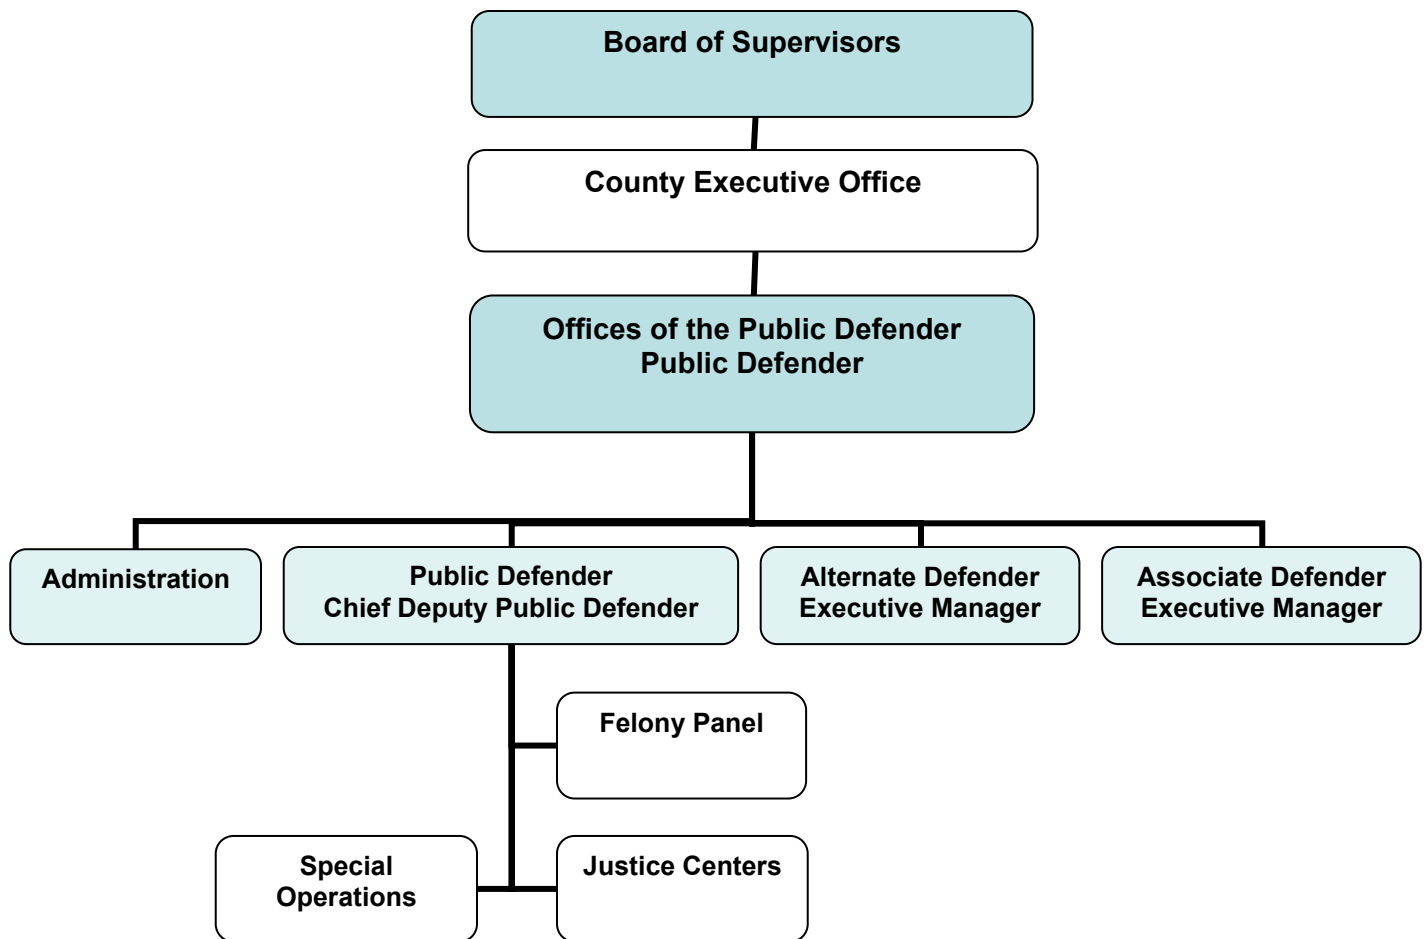 Board of Supervisors
County Executive Office
Offices of the Public Defender
Public Defender
Administration
Public Defender
Chief Deputy Public Defender
Alternate Defender
Executive Manager
Associate Defender
Executive Manager
Felony Panel
Special
Operations
Justice Centers